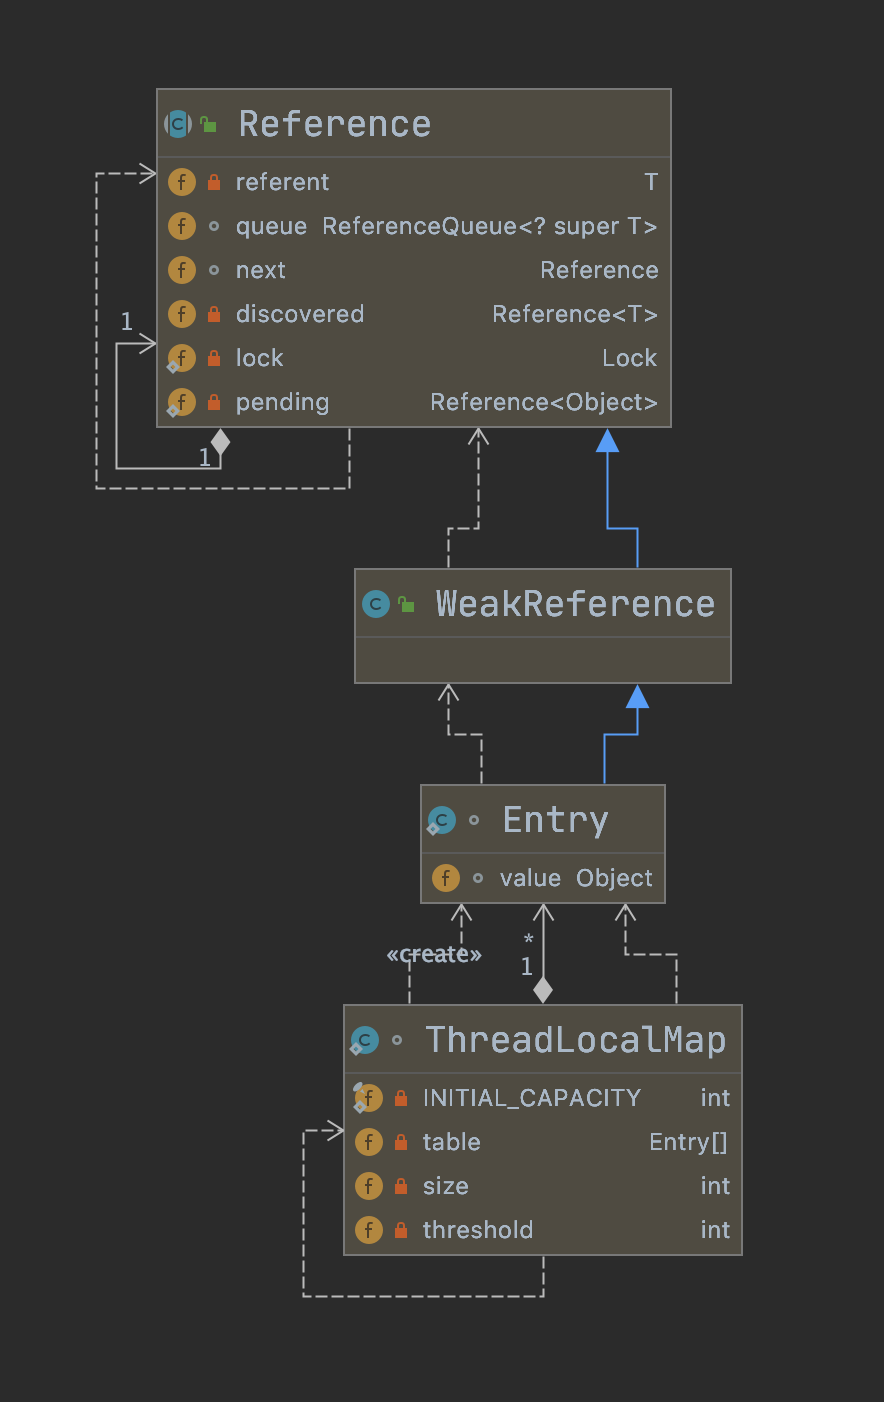 Reference
referent T
queue ReferenceQueue<? super T>
next Reference
discovered Reference<T>
1
lock Lock
pending Reference<Object>
1
WeakReference
Entry
value Object
*
«create»
1
ThreadLocalMap
INITIAL_CAPACITY int
table Entry[]
size int
threshold int